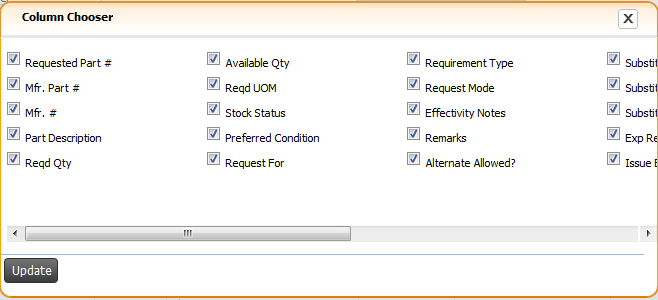 Column Chooser
X
Requested Part # Available Qty Requirement Type Substit
Mfr. Part # Reqd UOM Request Mode Substit
Mfr. # Stock Status Effectivity Notes Substit
Part Description Preferred Condition Remarks Exp Re
Reqd Qty Request For Alternate Allowed? Issue E
Update